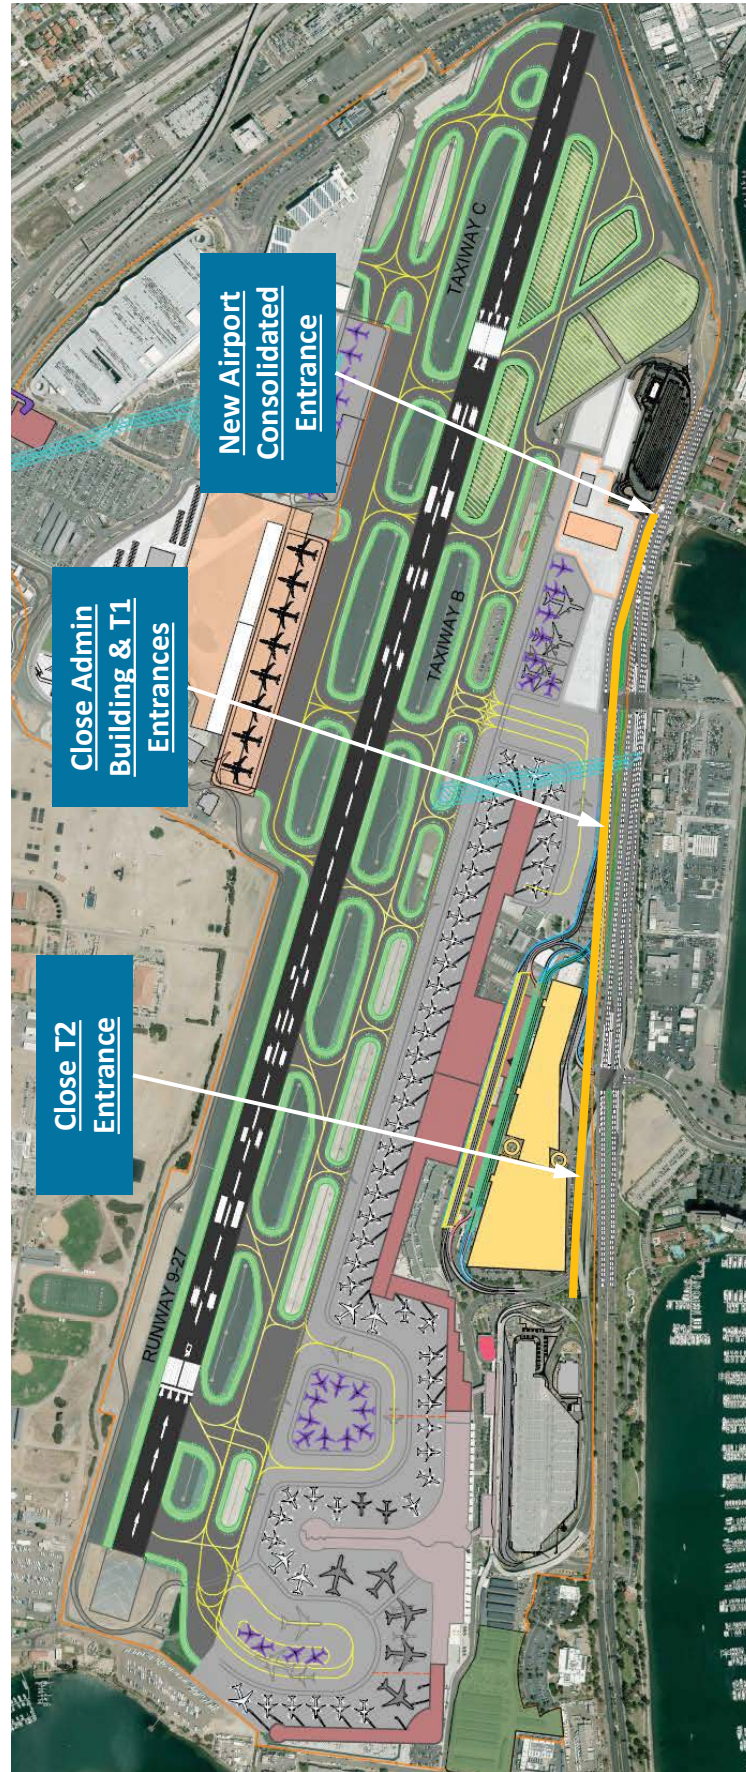 Close T2
Entrance
Close Admin
Building & T1
Entrances
New Airport
Consolidated
Entrance
RUNWAY 9-27
TAXIWAY B
TAXIWAY C